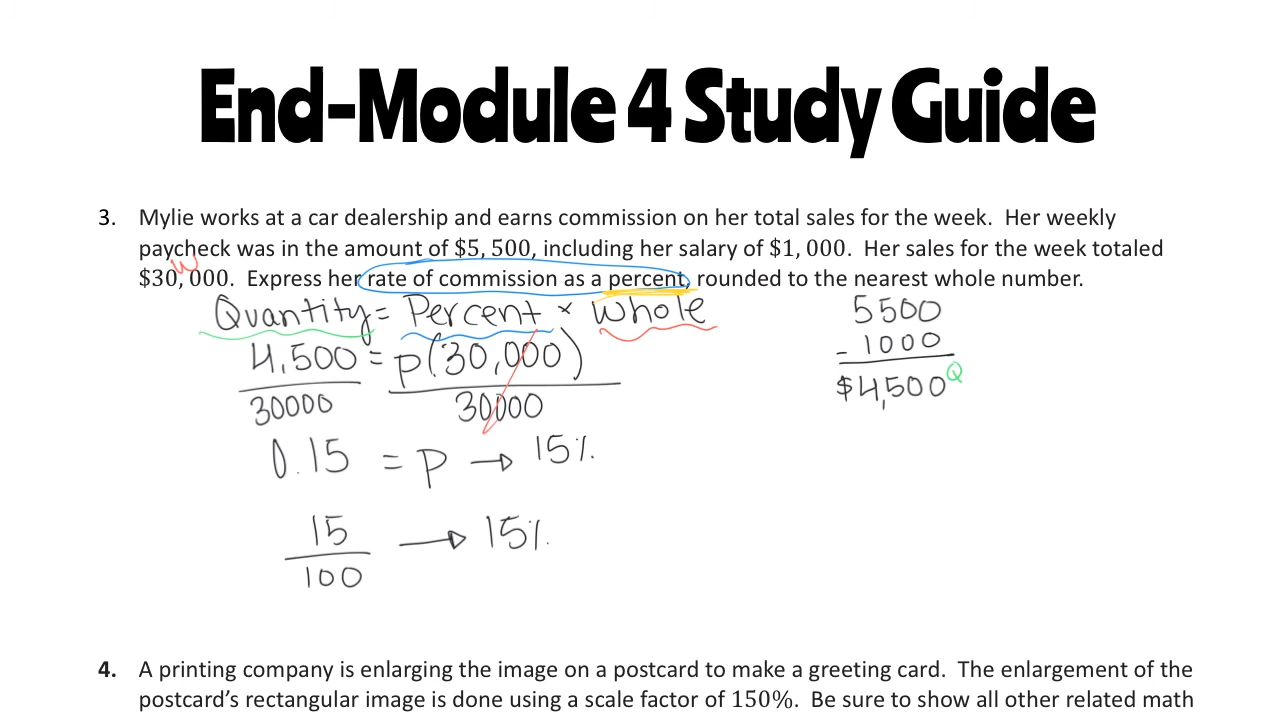 End-Module 4 Study Guide
3. Mylie works at a car dealership and earns commission on her total sales for the week. Her weekly
paycheck was in the amount of $5,500, including her salary of $1,000. Her sales for the week totaled
W
$30,000. Express her rate of commission as a percent, rounded to the nearest whole number.
Quantity = Percent × Whole
4,500 = p(30,000)
30000 30000
0.15 = p → 15%
15
100
→ 15%
5500
- 1000
$4,500 Q
4. A printing company is enlarging the image on a postcard to make a greeting card. The enlargement of the
postcard's rectangular image is done using a scale factor of 150%. Be sure to show all other related math